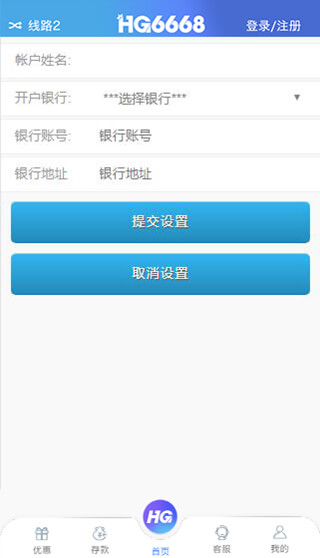 线路2 HG6668 登录/注册
帐户姓名:
开户银行: ***选择银行***
银行账号: 银行账号
银行地址 银行地址
提交设置
取消设置
HG
优惠 存款 首页 客服 我的